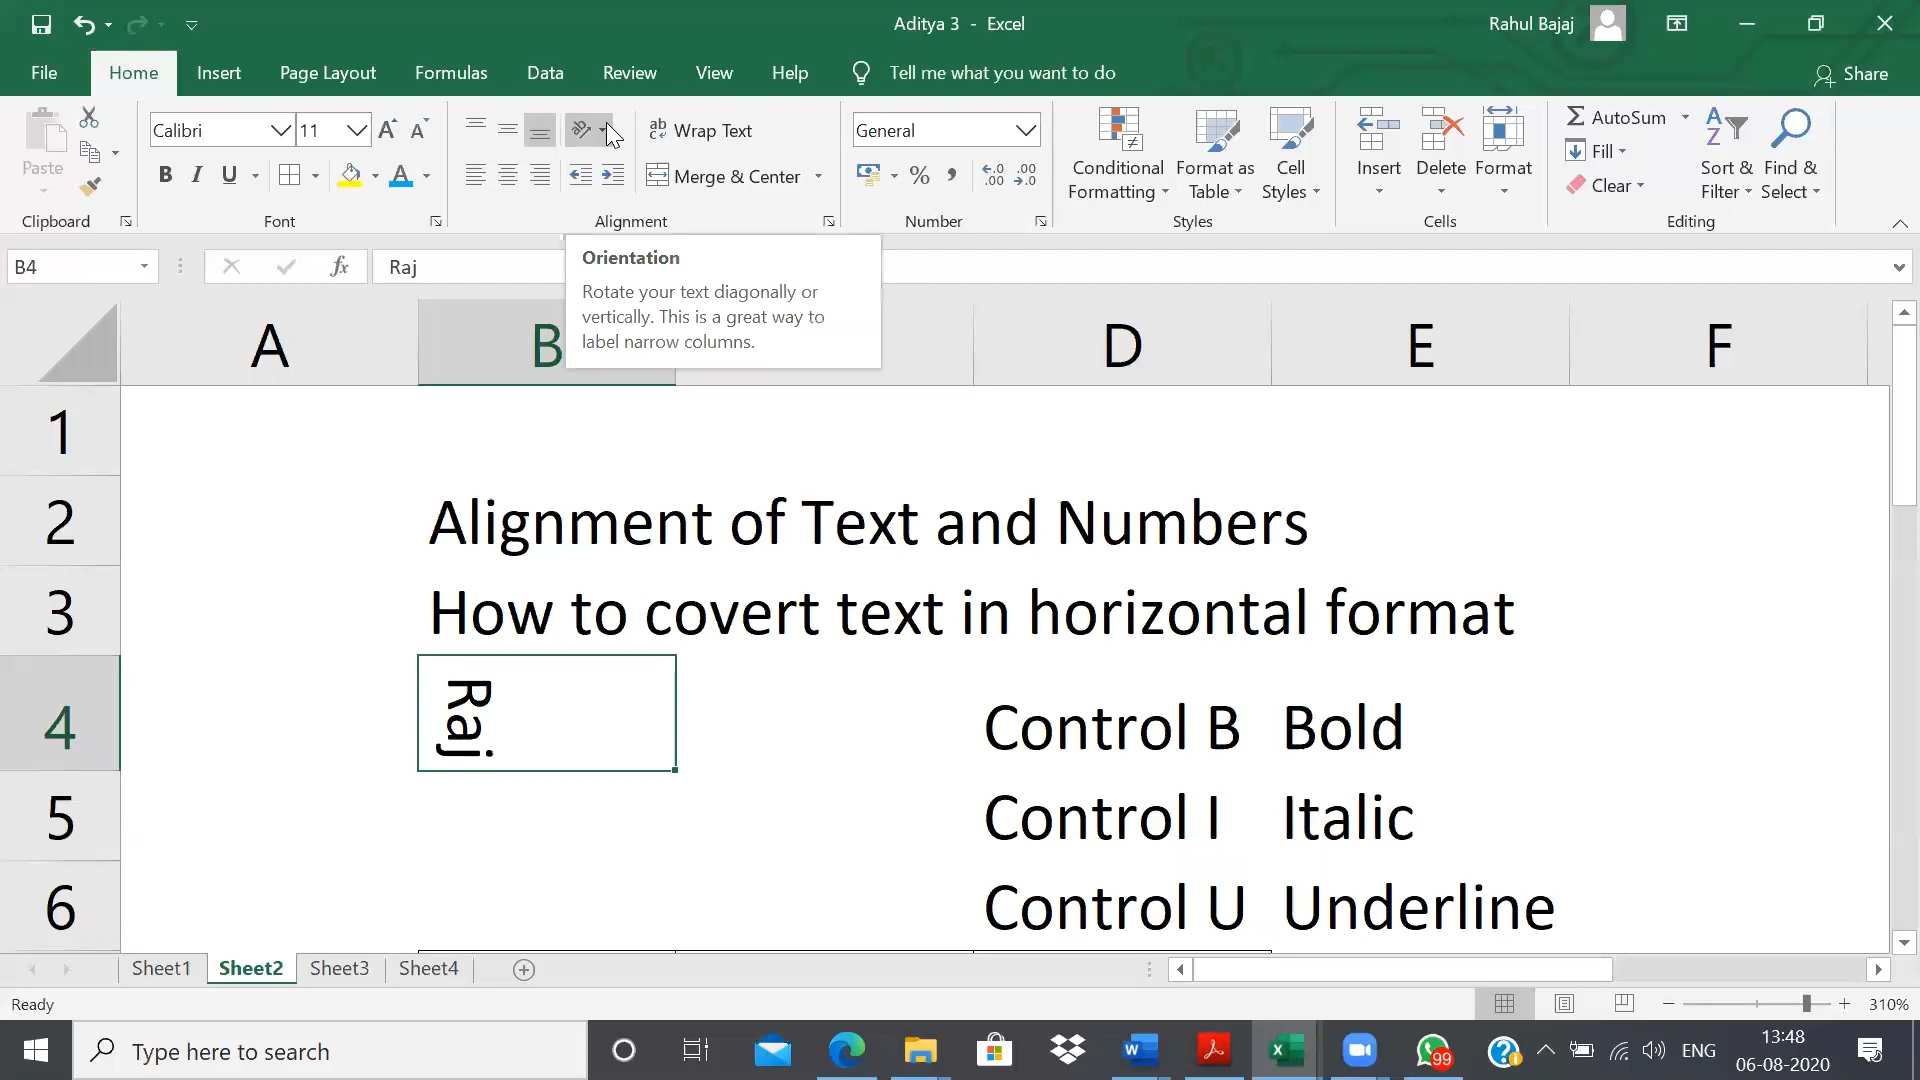 Aditya 3 - Excel
Rahul Bajaj
File Home Insert Page Layout Formulas Data Review View Help Tell me what you want to do Share
Paste
Clipboard
Calibri 11
A A
B I U A
Font
ab Wrap Text
Merge & Center
Alignment
General
% , .0 .00 .00 .0
Number
Conditional Formatting
Format as Table
Cell Styles
Styles
Insert
Delete
Format
Cells
AutoSum
Fill
Clear
Sort & Filter
Find & Select
Editing
B4
fx
Raj
Orientation
Rotate your text diagonally or
vertically. This is a great way to
label narrow columns.
A B D E F
1
2 Alignment of Text and Numbers
3 How to covert text in horizontal format
4 Raj Control B Bold
5 Control I Italic
6 Control U Underline
Sheet1 Sheet2 Sheet3 Sheet4
Ready
310%
Type here to search
99
ENG
13:48
06-08-2020